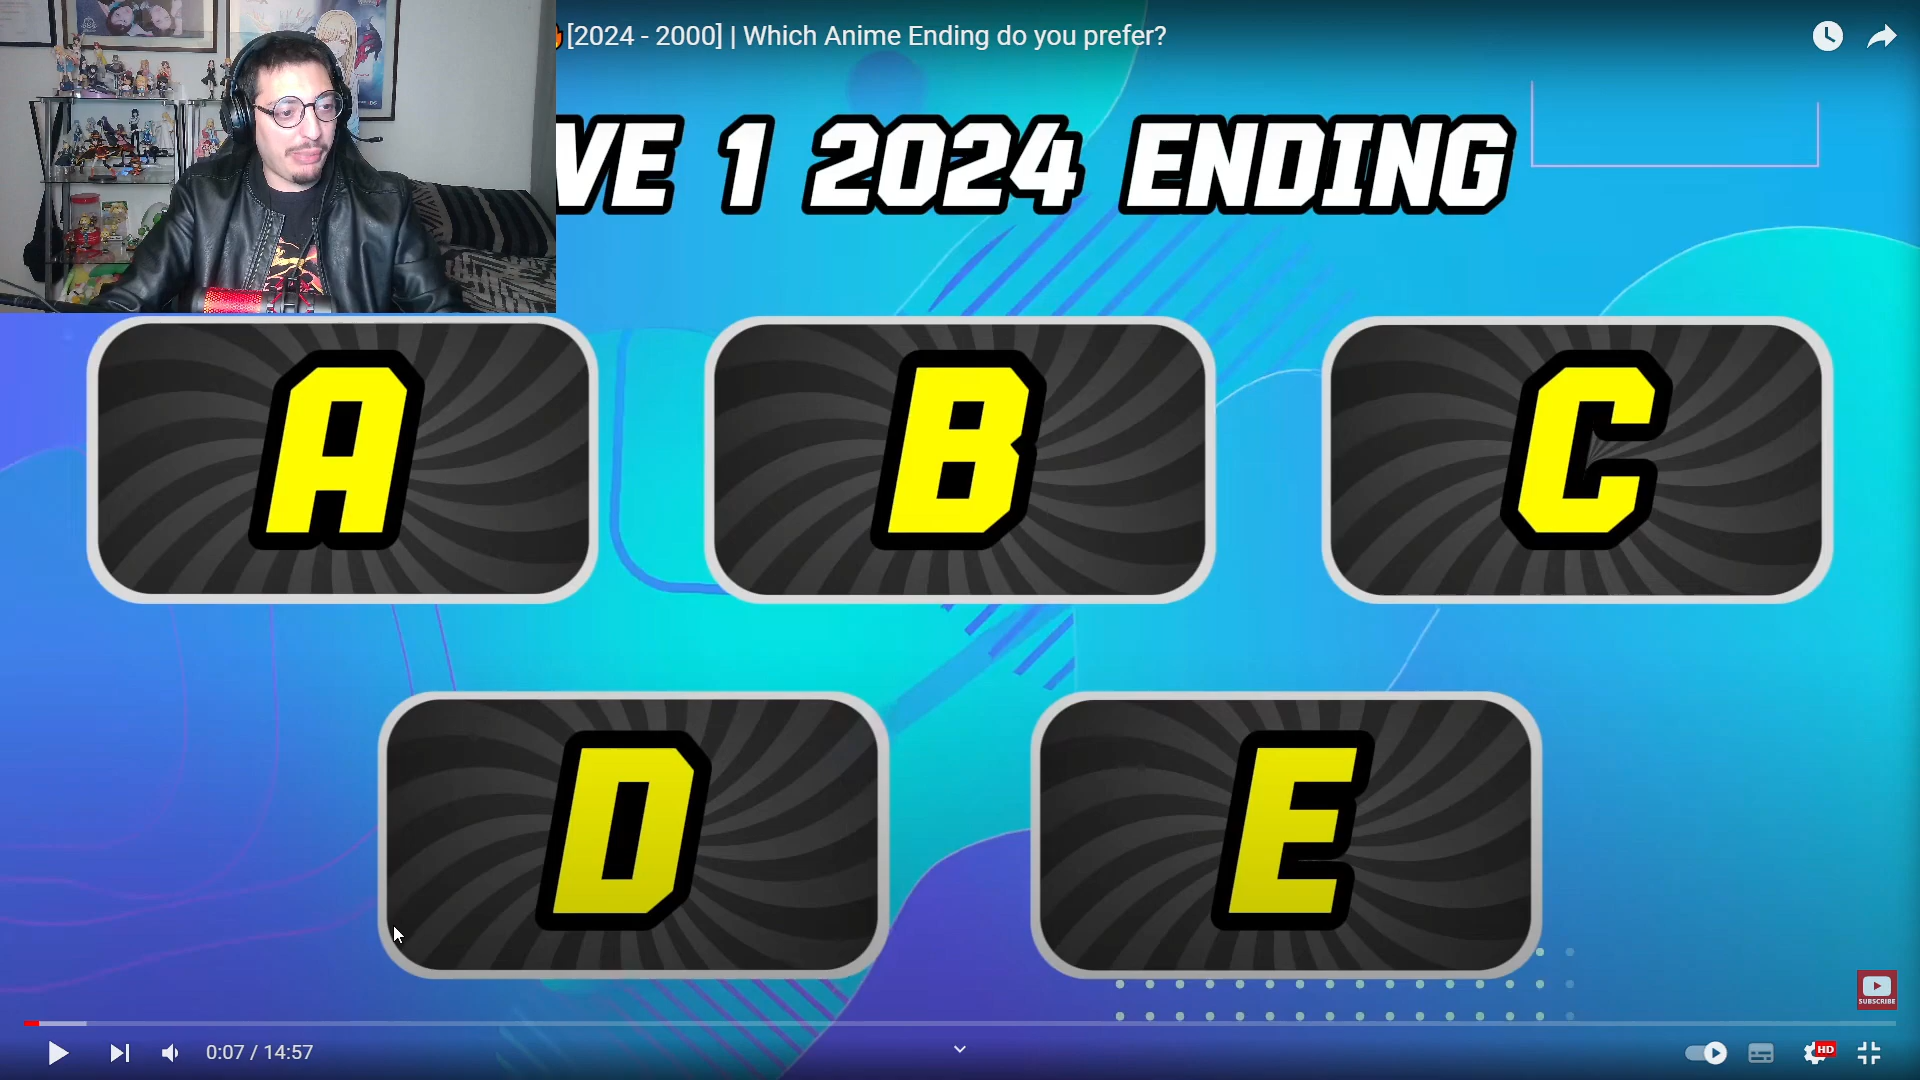 [2024 - 2000] | Which Anime Ending do you prefer?
VE 1 2024 ENDING
A
B
C
D
E
SUBSCRIBE
0:07 / 14:57
HD